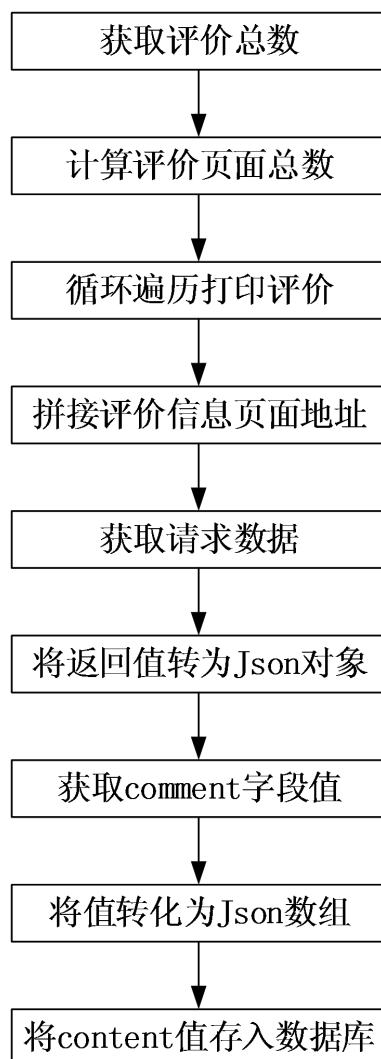 获取评价总数
计算评价页面总数
循环遍历打印评价
拼接评价信息页面地址
获取请求数据
将返回值转为Json对象
获取comment字段值
将值转化为Json数组
将content值存入数据库